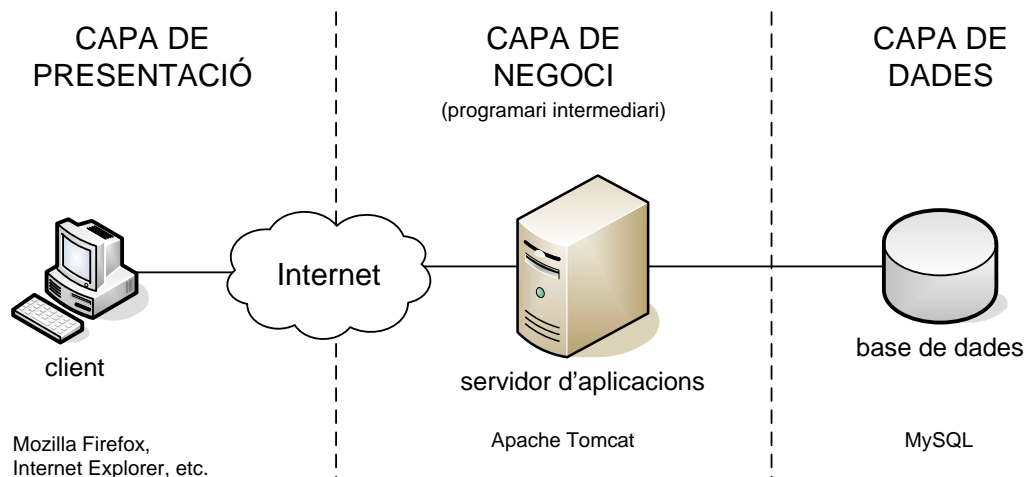 CAPA DE
PRESENTACIÓ
CAPA DE
NEGOCI
(programari intermediari)
CAPA DE
DADES
Internet
client
servidor d'aplicacions
base de dades
Mozilla Firefox,
Internet Explorer, etc.
Apache Tomcat
MySQL